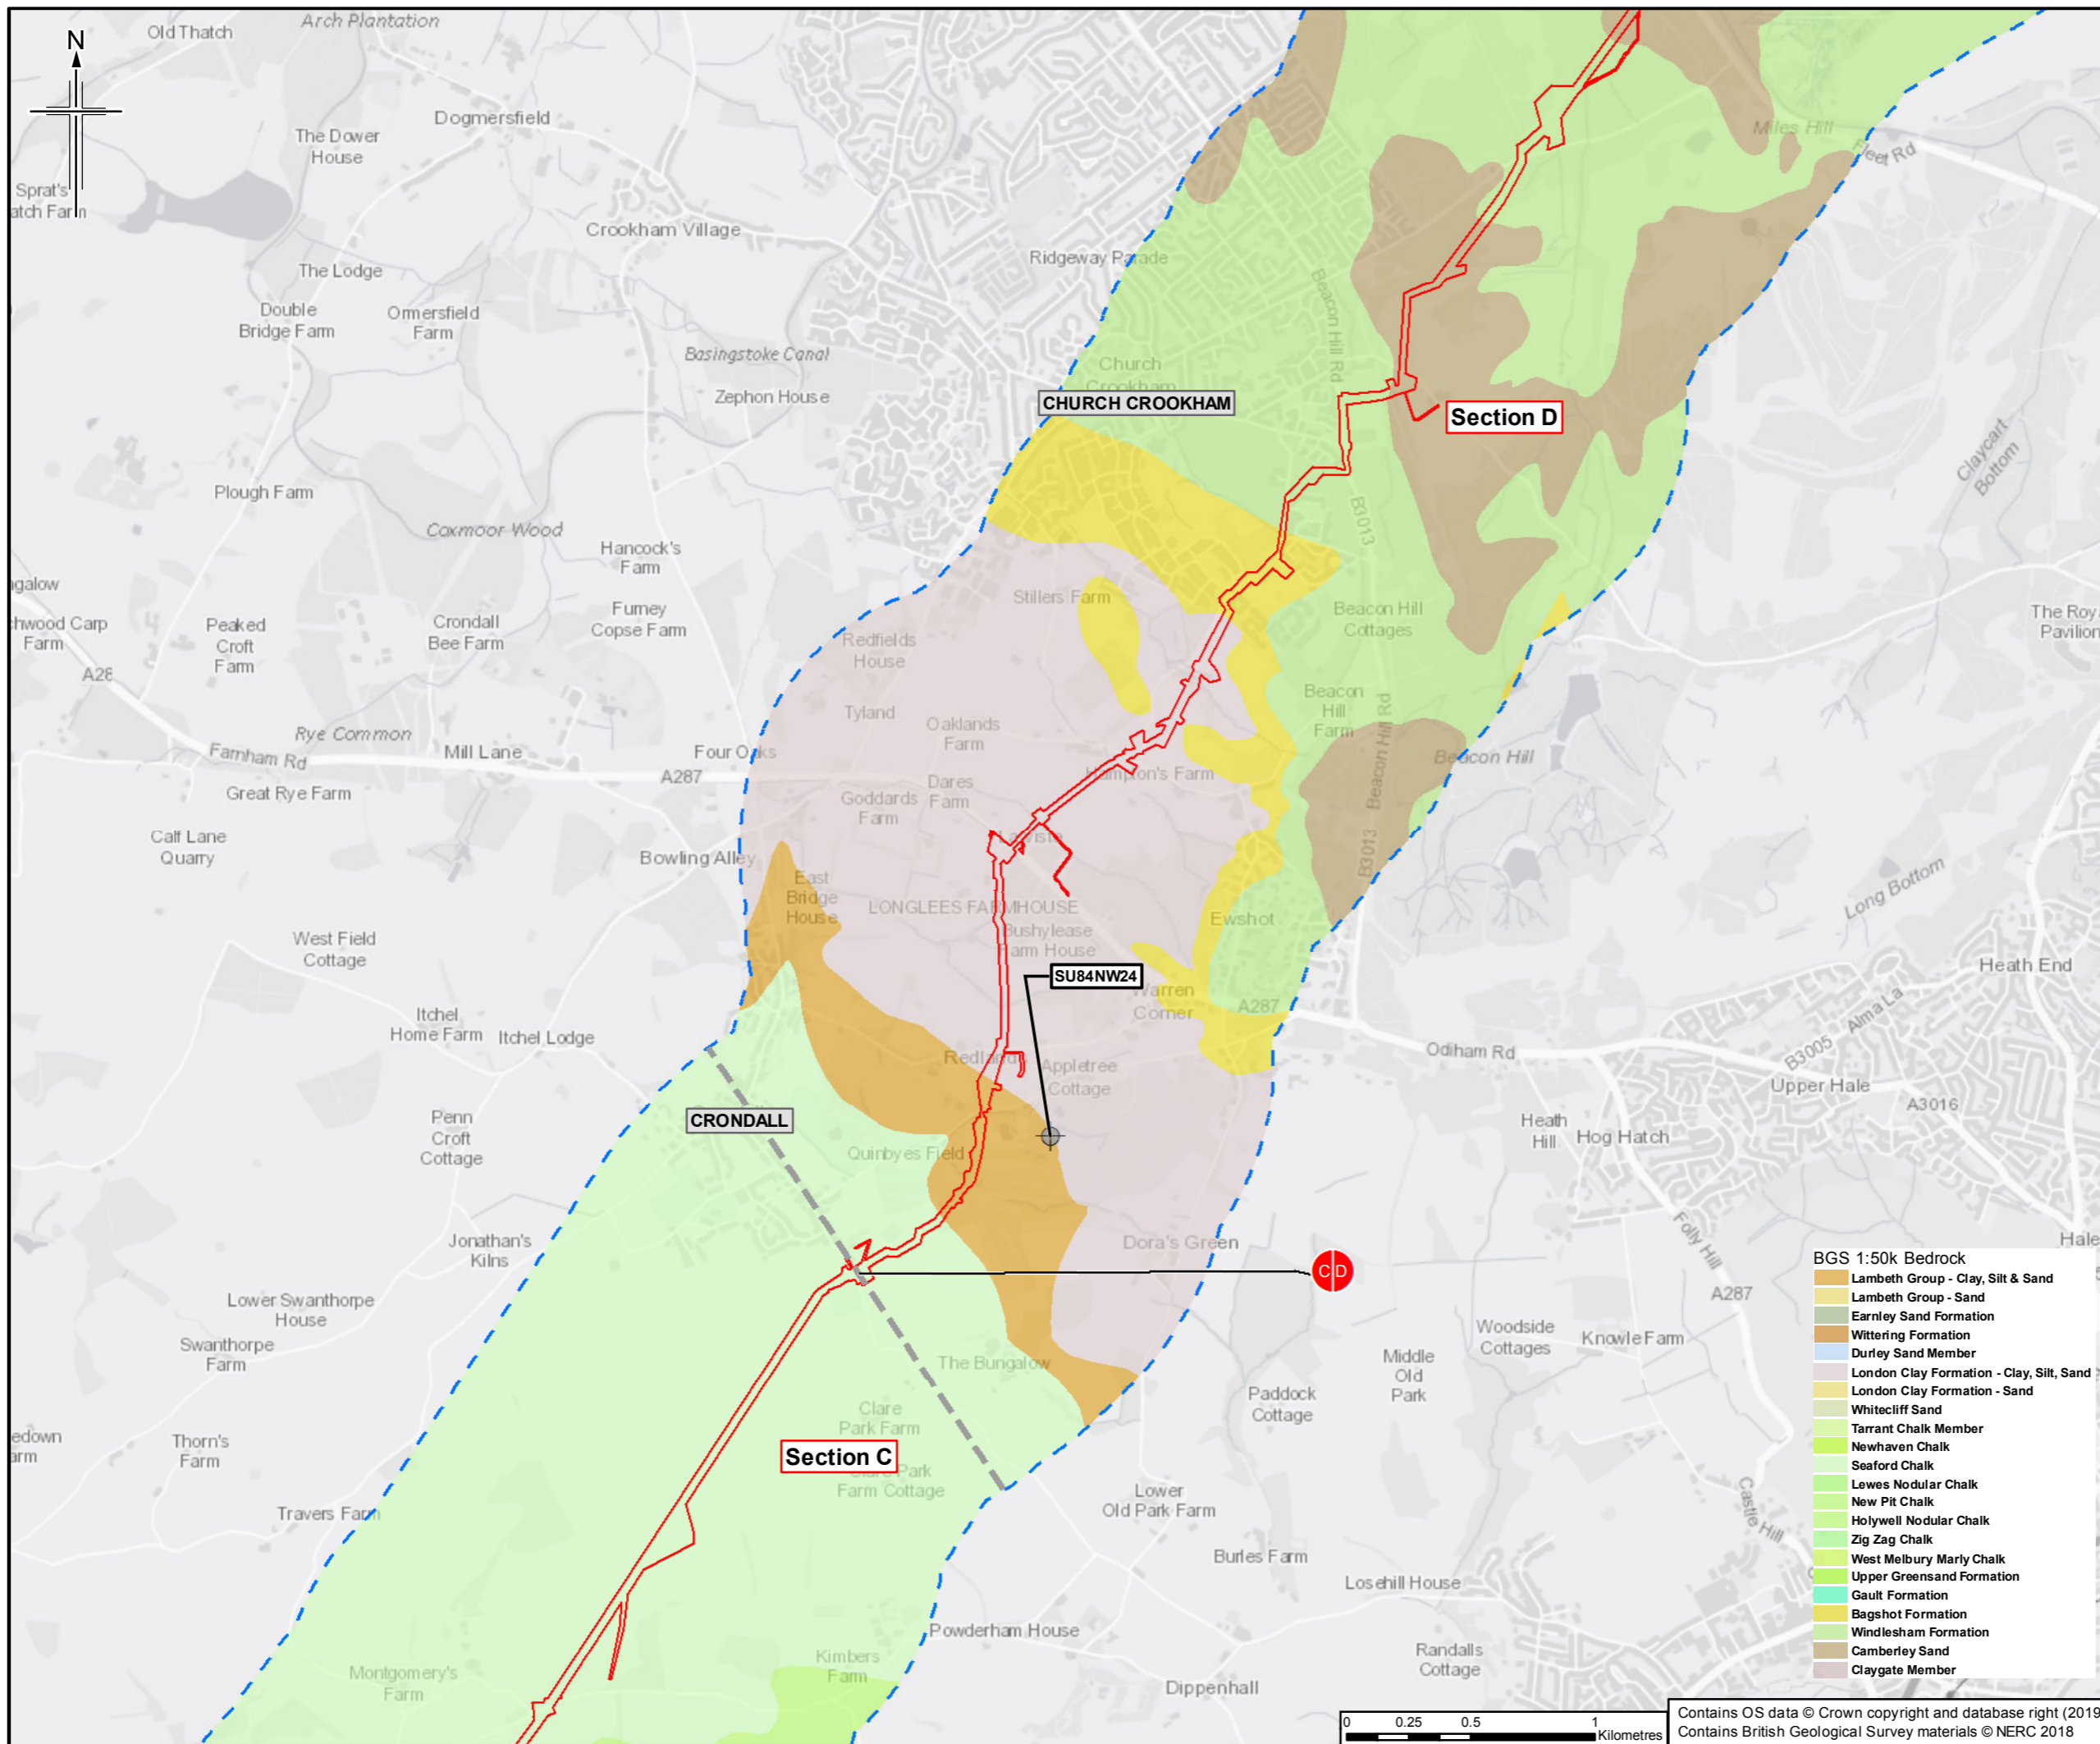 Arch Plantation
Old Thatch
N
The Dower
House
Dogmersfield
Miles Hill
Fleet Rd
Sprat's
atch Farm
Crookham Village
Ridgeway Parade
The Lodge
Beacon Hill Rd
Double
Bridge Farm
Ormersfield
Farm
Basingstoke Canal
Church
Crookham
Zephon House
CHURCH CROOKHAM
Section D
Claycart
Bottom
Plough Farm
Coxmoor Wood
B3013
Hancock's
Farm
ngalow
Stillers Farm
hwood Carp
Farm
Peaked
Croft
Farm
Crondall
Bee Farm
Furney
Copse Farm
Beacon Hill
Cottages
The Roya
Pavilion
Redfields
House
A28
Beacon
Hill
Farm
Beacon Hill Rd
Tyland
Oaklands
Farm
Rye Common
Farnham Rd
Mill Lane
Four Oaks
A287
Beacon Hill
Great Rye Farm
Hampton's Farm
Dares
Farm
Goddards
Farm
Calf Lane
Quarry
La Vista
Bowling Alley
B3013
East
Bridge
House
LONGLEES FARMHOUSE
Long Bottom
Ewshot
West Field
Cottage
Bushylease
Farm House
Heath End
SU84NW24
Warren
Corner
A287
Itchel
Home Farm
Itchel Lodge
Alma La
B3005
Odiham Rd
Redlands
Appletree
Cottage
Upper Hale
A3016
CRONDALL
Penn
Croft
Cottage
Heath
Hill
Hog Hatch
Quinbyes Field
Folly Hill
Jonathan's
Kilns
Dora's Green
Hale
C D
Lower Swanthorpe
House
A287
Swanthorpe
Farm
Woodside
Cottages
Knowle Farm
The Bungalow
Middle
Old
Park
Paddock
Cottage
Clare
Park Farm
edown
arm
Thorn's
Farm
Section C
Clare Park
Farm Cottage
Lower
Old Park Farm
Travers Farm
Castle Hill
Burles Farm
Losehill House
Powderham House
Kimbers
Farm
Randalls
Cottage
Montgomery's
Farm
Dippenhall
BGS 1:50k Bedrock
Lambeth Group - Clay, Silt & Sand
Lambeth Group - Sand
Earnley Sand Formation
Wittering Formation
Durley Sand Member
London Clay Formation - Clay, Silt, Sand
London Clay Formation - Sand
Whitecliff Sand
Tarrant Chalk Member
Newhaven Chalk
Seaford Chalk
Lewes Nodular Chalk
New Pit Chalk
Holywell Nodular Chalk
Zig Zag Chalk
West Melbury Marly Chalk
Upper Greensand Formation
Gault Formation
Bagshot Formation
Windlesham Formation
Camberley Sand
Claygate Member
0 0.25 0.5 1
Kilometres
Contains OS data © Crown copyright and database right (2019
Contains British Geological Survey materials © NERC 2018